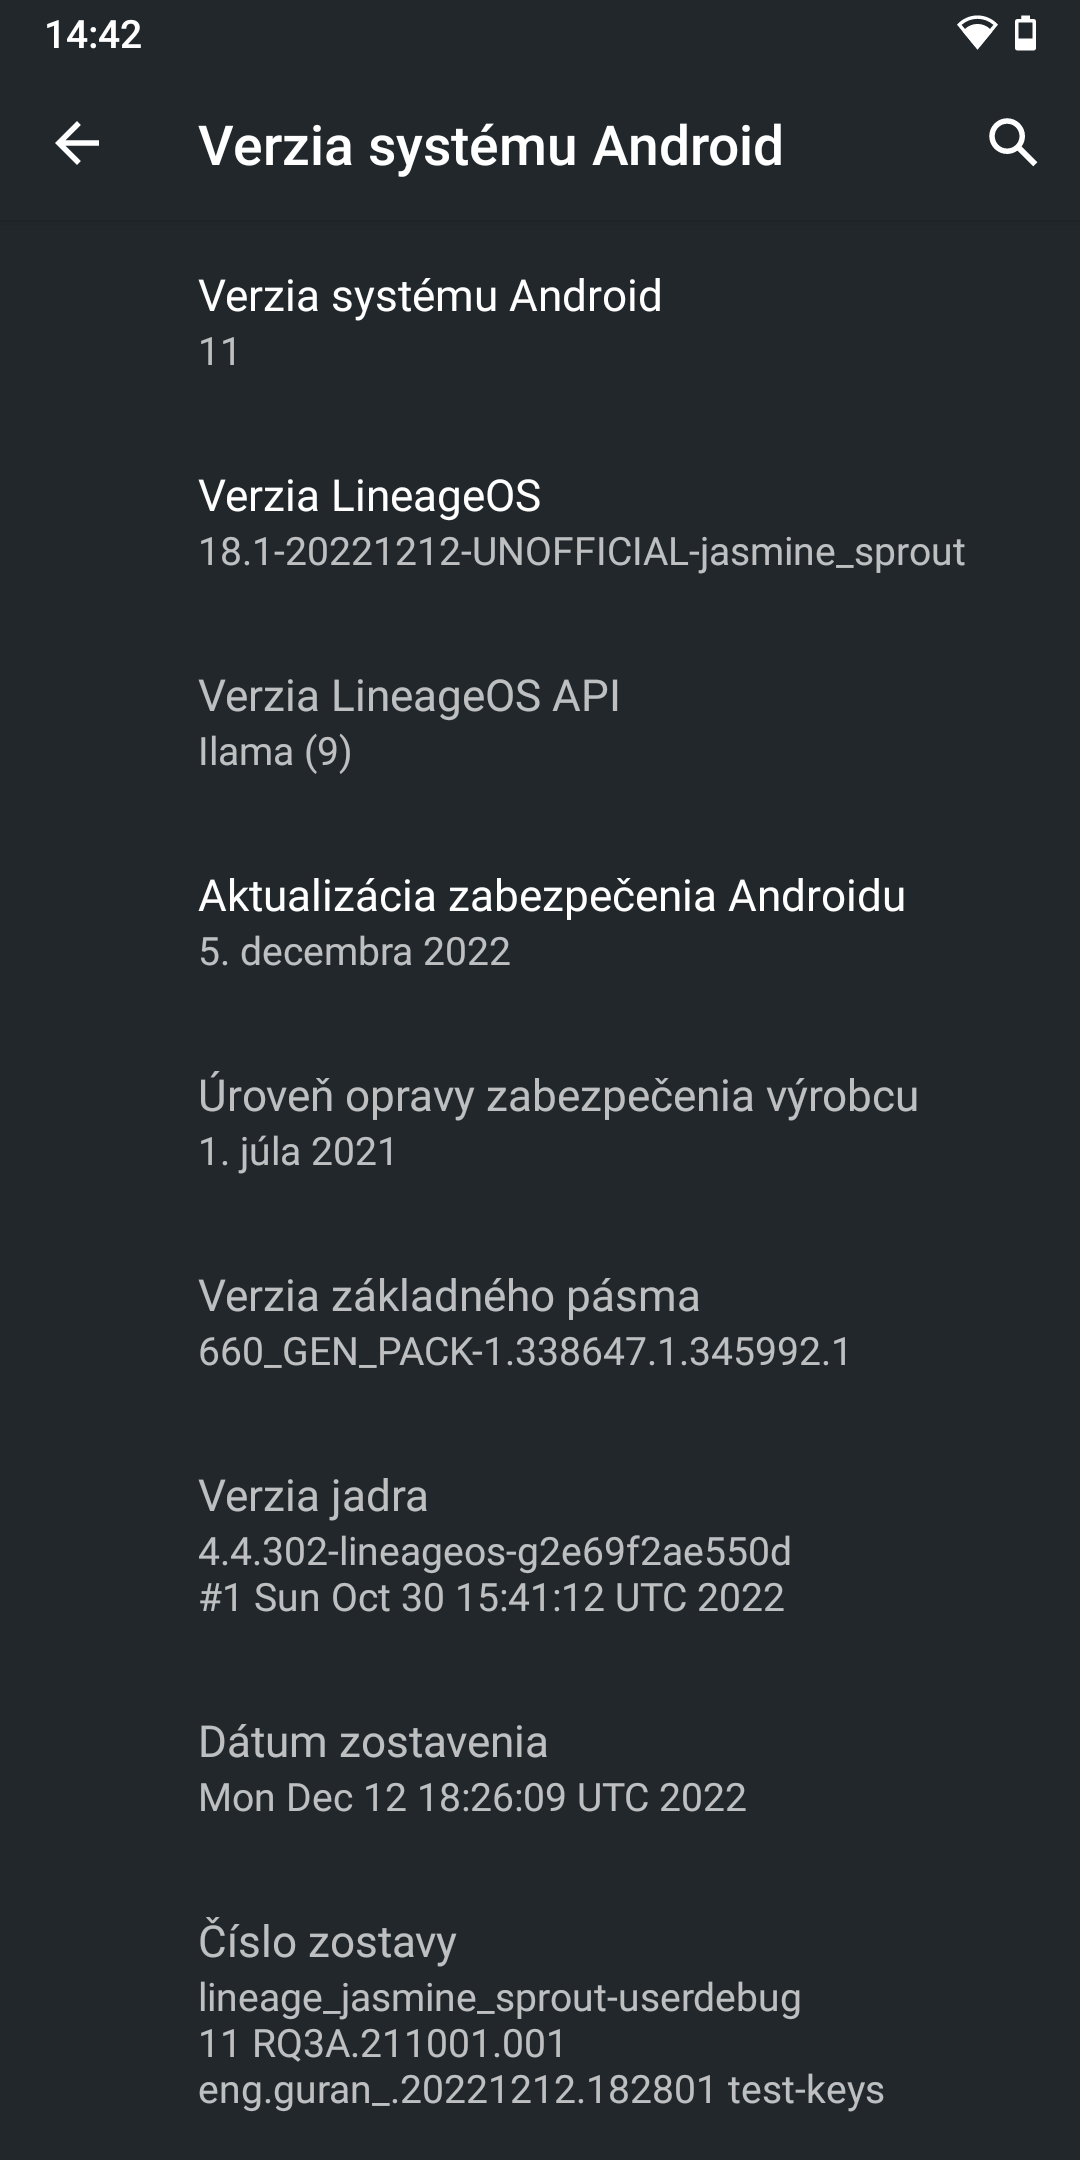 14:42
Verzia systému Android
Verzia systému Android
11
Verzia LineageOS
18.1-20221212-UNOFFICIAL-jasmine_sprout
Verzia LineageOS API
Ilama (9)
Aktualizácia zabezpečenia Androidu
5. decembra 2022
Úroveň opravy zabezpečenia výrobcu
1. júla 2021
Verzia základného pásma
660_GEN_PACK-1.338647.1.345992.1
Verzia jadra
4.4.302-lineageos-g2e69f2ae550d
#1 Sun Oct 30 15:41:12 UTC 2022
Dátum zostavenia
Mon Dec 12 18:26:09 UTC 2022
Číslo zostavy
lineage_jasmine_sprout-userdebug
11 RQ3A.211001.001
eng.guran_.20221212.182801 test-keys